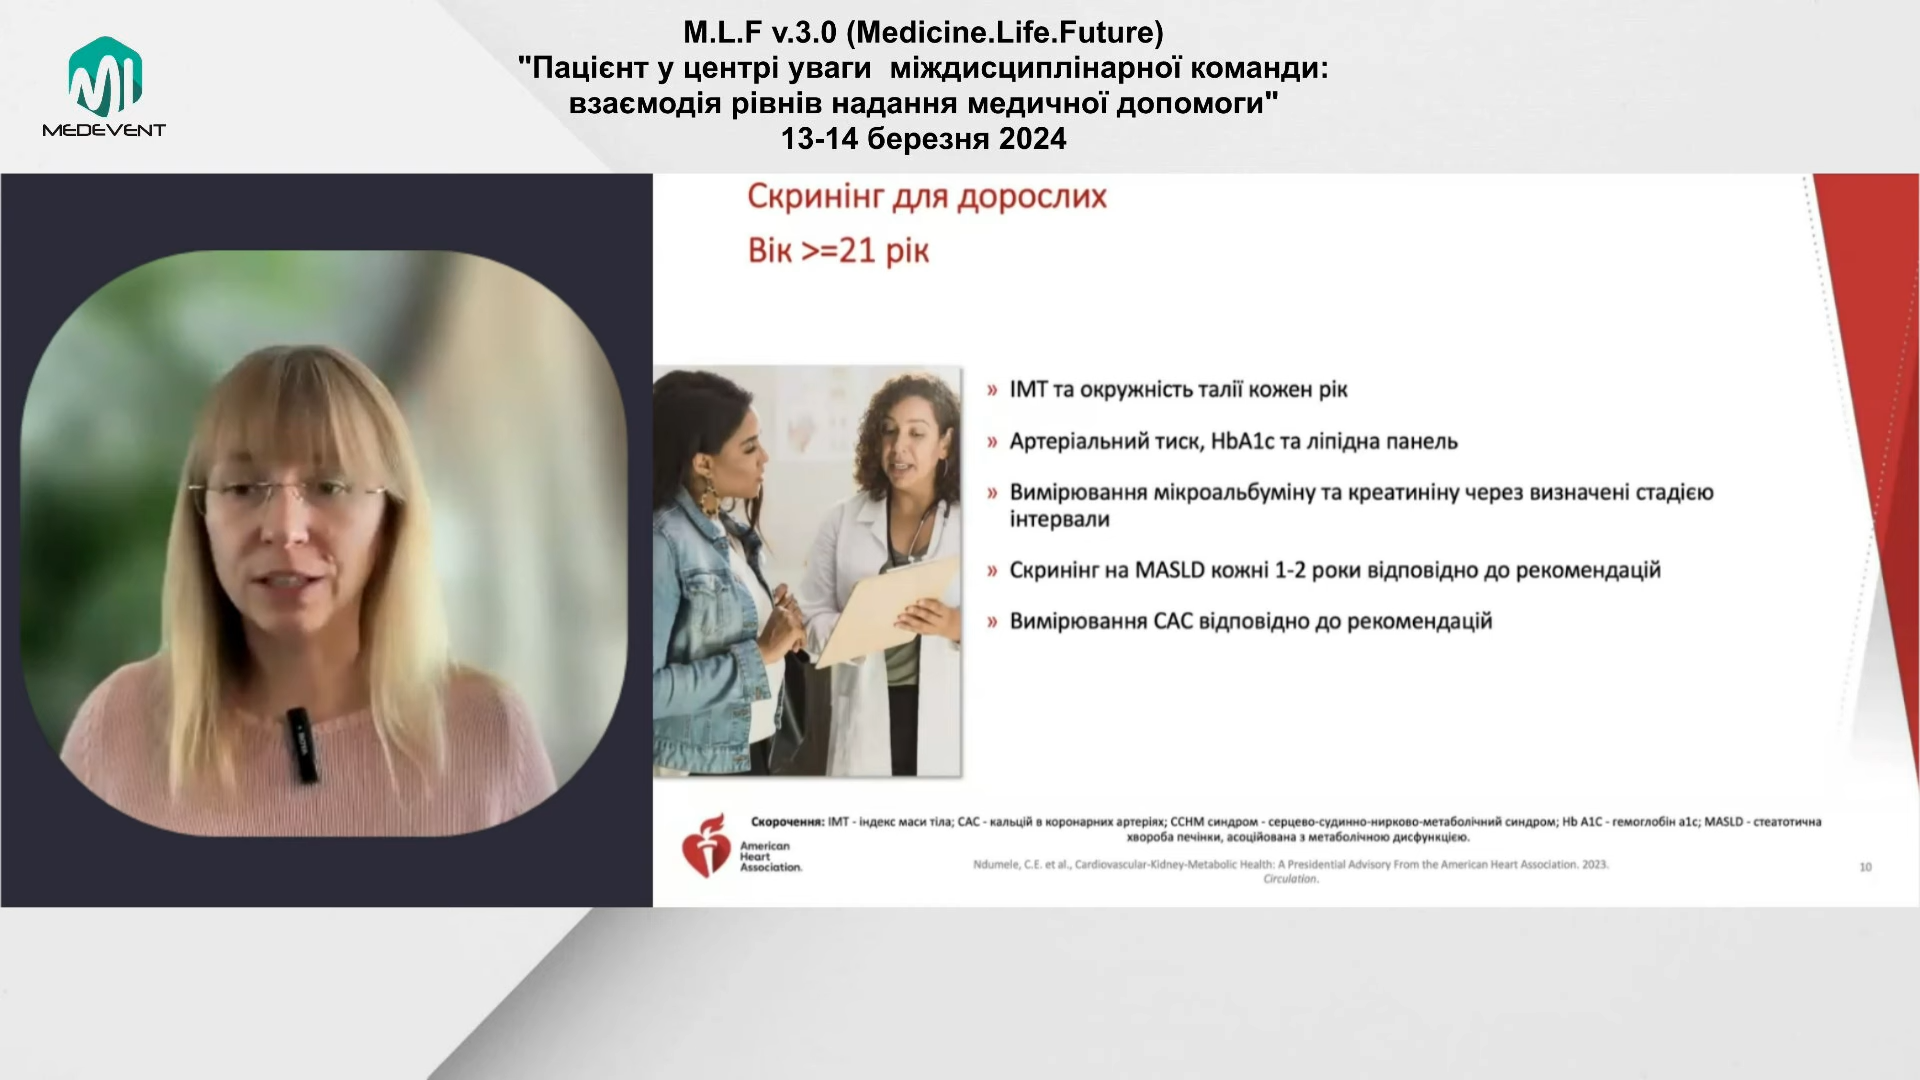 MEDEVENT
M.L.F v.3.0 (Medicine.Life.Future)
"Пацієнт у центрі уваги  міждисциплінарної команди:
взаємодія рівнів надання медичної допомоги"
13-14 березня 2024
Скринінг для дорослих
Вік >=21 рік
» ІМТ та окружність талії кожен рік
» Артеріальний тиск, HbA1c та ліпідна панель
» Вимірювання мікроальбуміну та креатиніну через визначені стадією
інтервали
» Скринінг на MASLD кожні 1-2 роки відповідно до рекомендацій
» Вимірювання САС відповідно до рекомендацій
American
Heart
Association.
Скорочення: ІМТ - індекс маси тіла; САС - кальцій в коронарних артеріях; ССНМ синдром - серцево-судинно-нирково-метаболічний синдром; Hb A1C - гемоглобін a1c; MASLD - стеатотична
хвороба печінки, асоційована з метаболічною дисфункцією.
Ndumele, C.E. et al., Cardiovascular-Kidney-Metabolic Health: A Presidential Advisory From the American Heart Association. 2023.
Circulation.
10